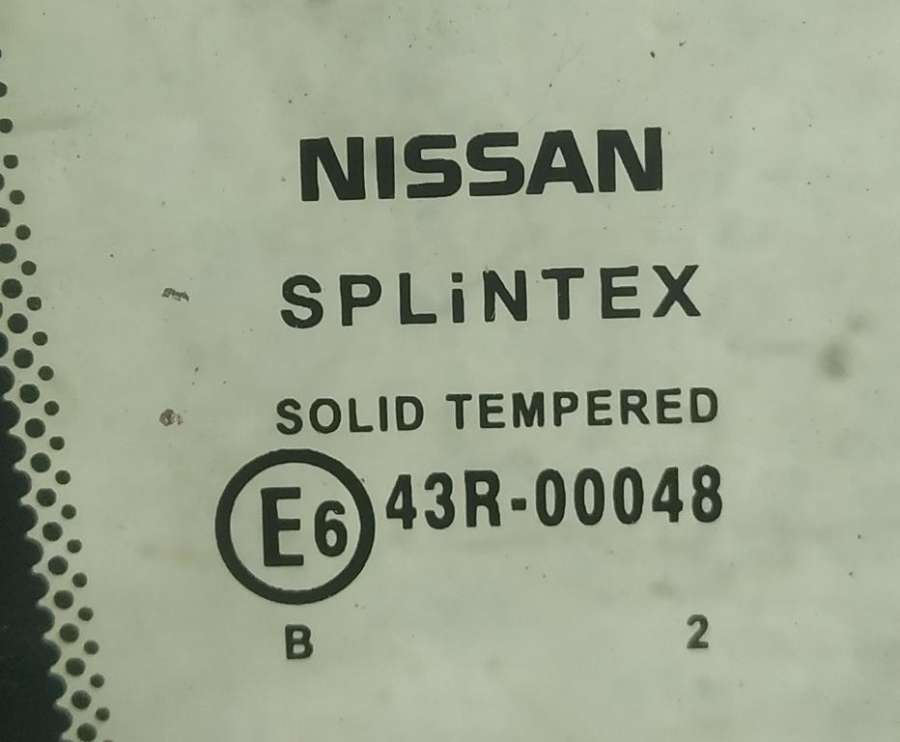 NISSAN
SPLiNTEX
SOLID TEMPERED
E6 43R-00048
B 2